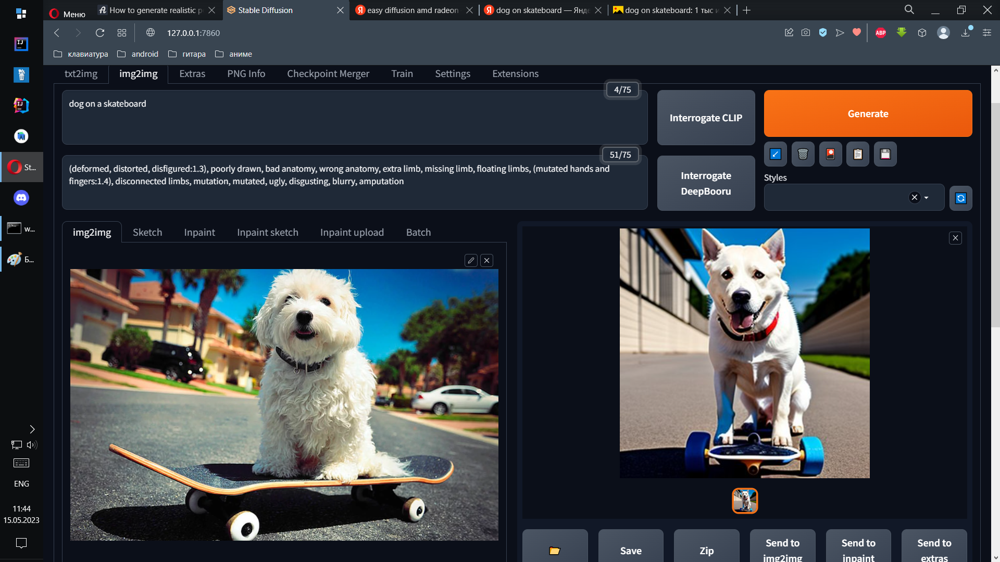 Меню
How to generate realistic p
Stable Diffusion
easy diffusion amd radeon
dog on skateboard — Янде
dog on skateboard: 1 тыс и
127.0.0.1:7860
ABP
клавиатура
android
гитара
аниме
txt2img
img2img
Extras
PNG Info
Checkpoint Merger
Train
Settings
Extensions
4/75
dog on a skateboard
Interrogate CLIP
Generate
51/75
(deformed, distorted, disfigured:1.3), poorly drawn, bad anatomy, wrong anatomy, extra limb, missing limb, floating limbs, (mutated hands and
fingers:1.4), disconnected limbs, mutation, mutated, ugly, disgusting, blurry, amputation
Interrogate
DeepBooru
Styles
img2img
Sketch
Inpaint
Inpaint sketch
Inpaint upload
Batch
Save
Zip
Send to
img2img
Send to
inpaint
Send to
extras
IJ
IJ
St...
w...
Б...
ENG
11:44
15.05.2023